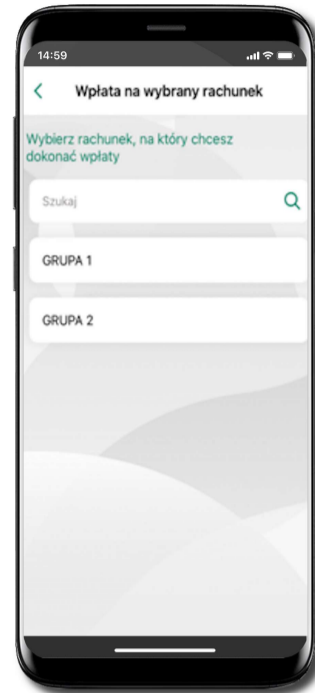 14:59
Wpłata na wybrany rachunek
Wybierz rachunek, na który chcesz
dokonać wpłaty
Szukaj
GRUPA 1
GRUPA 2